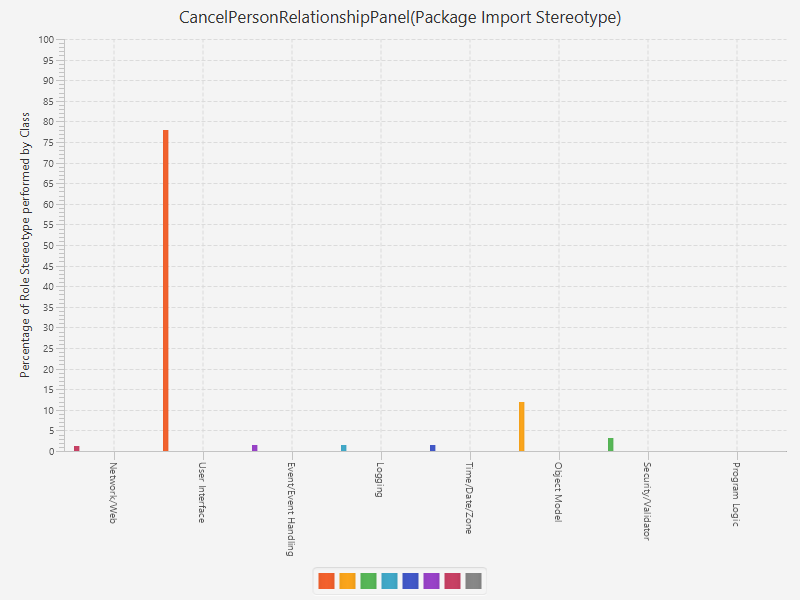 CancelPersonRelationshipPanel(Package Import Stereotype)
Percentage of Role Stereotype performed by Class
100
95
90
85
80
75
70
65
60
55
50
45
40
35
30
25
20
15
10
5
0
Network/Web
User Interface
Event/Event Handling
Logging
Time/Date/Zone
Object Model
Security/Validator
Program Logic